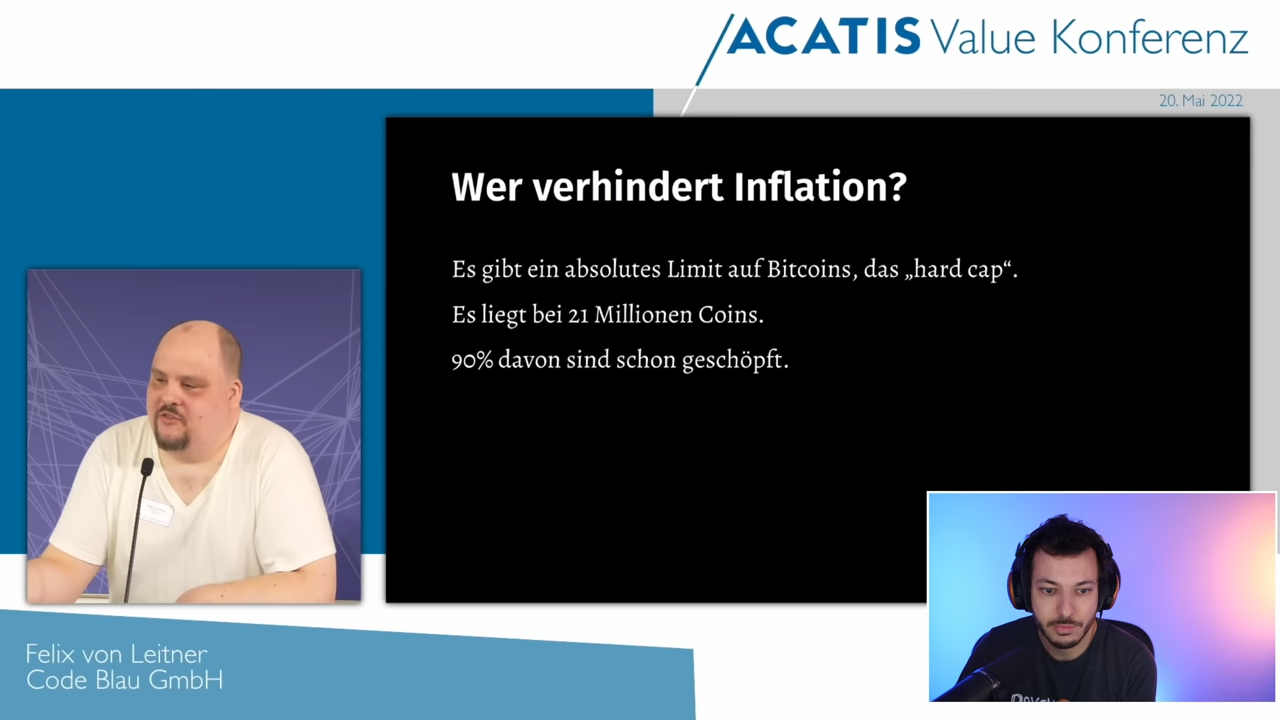 ACATIS Value Konferenz
20. Mai 2022
Wer verhindert Inflation?
Es gibt ein absolutes Limit auf Bitcoins, das „hard cap“.
Es liegt bei 21 Millionen Coins.
90% davon sind schon geschöpft.
Felix von Leitner
Code Blau GmbH